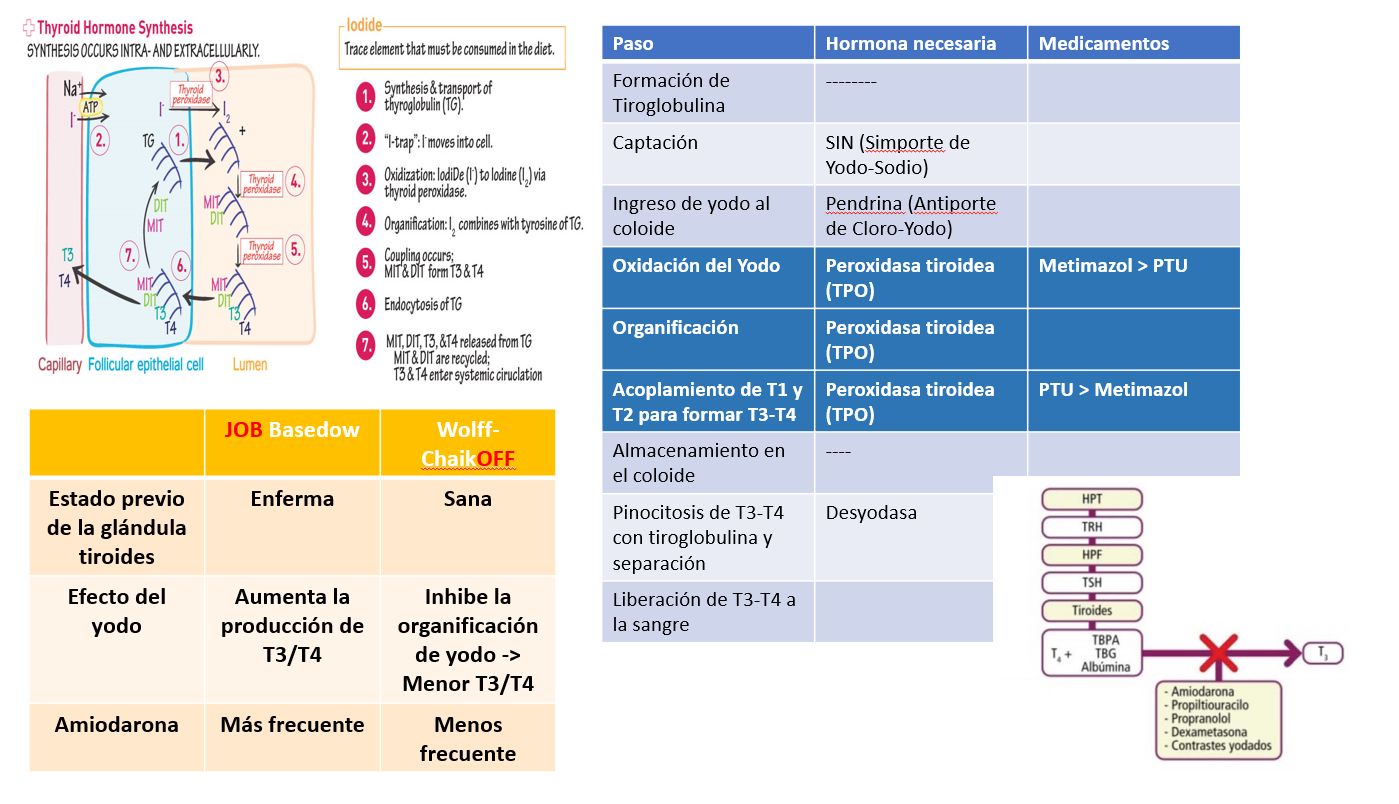 Thyroid Hormone Synthesis
SYNTHESIS OCCURS INTRA- AND EXTRACELLULARLY.
Na+
ATP
I-
2.
TG
1.
Thyroid
peroxidase
3.
I-
I2
+
Thyroid
peroxidase
4.
MIT
DIT
DIT
MIT
Thyroid
peroxidase
5.
7.
6.
T3
T4
MIT
DIT
T3
T4
MIT
DIT
T3
T4
Capillary
Follicular epithelial cell
Lumen
Iodide
Trace element that must be consumed in the diet.
1. Synthesis & transport of
thyroglobulin (TG).
2. "I-trap": I- moves into cell.
3. Oxidization: IodiDe (I-) to Iodine (I2) via
thyroid peroxidase.
4. Organification: I2 combines with tyrosine of TG.
5. Coupling occurs;
MIT & DIT form T3 & T4
6. Endocytosis of TG
7. MIT, DIT, T3, &T4 released from TG
MIT & DIT are recycled;
T3 & T4 enter systemic ciruclation
JOB Basedow
Wolff-
ChaikOFF
Estado previo
de la glándula
tiroides
Enferma
Sana
Efecto del
yodo
Aumenta la
producción de
T3/T4
Inhibe la
organificación
de yodo ->
Menor T3/T4
Amiodarona
Más frecuente
Menos
frecuente
Paso
Hormona necesaria
Medicamentos
Formación de
Tiroglobulina
--------
Captación
SIN (Simporte de
Yodo-Sodio)
Ingreso de yodo al
coloide
Pendrina (Antiporte
de Cloro-Yodo)
Oxidación del Yodo
Peroxidasa tiroidea
(TPO)
Metimazol > PTU
Organificación
Peroxidasa tiroidea
(TPO)
Acoplamiento de T1 y
T2 para formar T3-T4
Peroxidasa tiroidea
(TPO)
PTU > Metimazol
Almacenamiento en
el coloide
----
Pinocitosis de T3-T4
con tiroglobulina y
separación
Desyodasa
Liberación de T3-T4 a
la sangre
HPT
TRH
HPF
TSH
Tiroides
T4 +
TBPA
TBG
Albúmina
T3
- Amiodarona
- Propiltiouracilo
- Propranolol
- Dexametasona
- Contrastes yodados